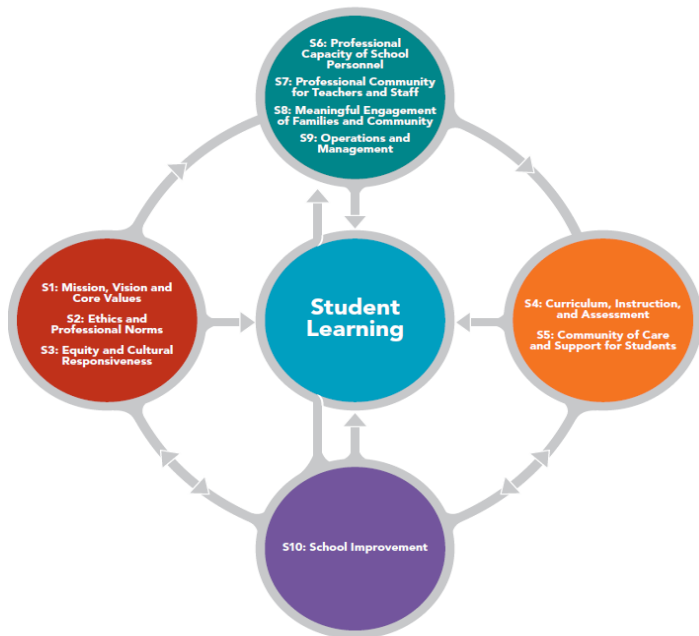 S6: Professional
Capacity of School
Personnel
S7: Professional Community
for Teachers and Staff
S8: Meaningful Engagement
of Families and Community
S9: Operations and
Management
S1: Mission, Vision and
Core Values
S2: Ethics and
Professional Norms
S3: Equity and Cultural
Responsiveness
Student
Learning
S4: Curriculum, Instruction,
and Assessment
S5: Community of Care
and Support for Students
S10: School Improvement